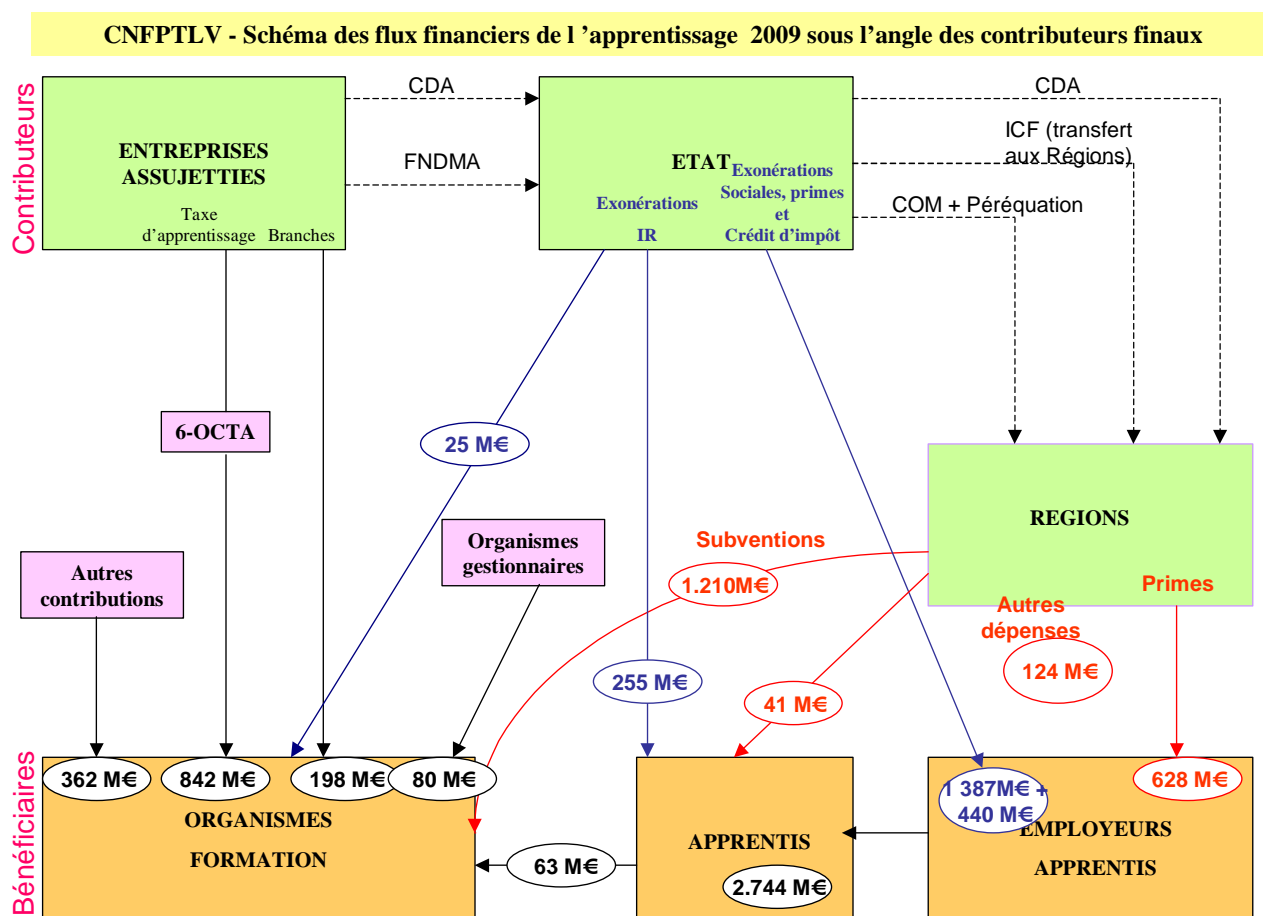 CNFPTLV - Schéma des flux financiers de l ’apprentissage 2009 sous l'angle des contributeurs finaux
Contributeurs
ENTREPRISES
ASSUJETTIES
Taxe
d'apprentissage
Branches
CDA
FNDMA
ETAT
Exonérations
IR
Exonérations
Sociales, primes
et
Crédit d'impôt
CDA
ICF (transfert
aux Régions)
COM + Péréquation
6-OCTA
25 M€
REGIONS
Autres
contributions
Organismes
gestionnaires
Subventions
1.210M€
Primes
Autres
dépenses
124 M€
255 M€
41 M€
Bénéficiaires
362 M€
842 M€
198 M€
80 M€
ORGANISMES
FORMATION
63 M€
APPRENTIS
2.744 M€
1 387M€ +
440 M€
628 M€
EMPLOYEURS
APPRENTIS